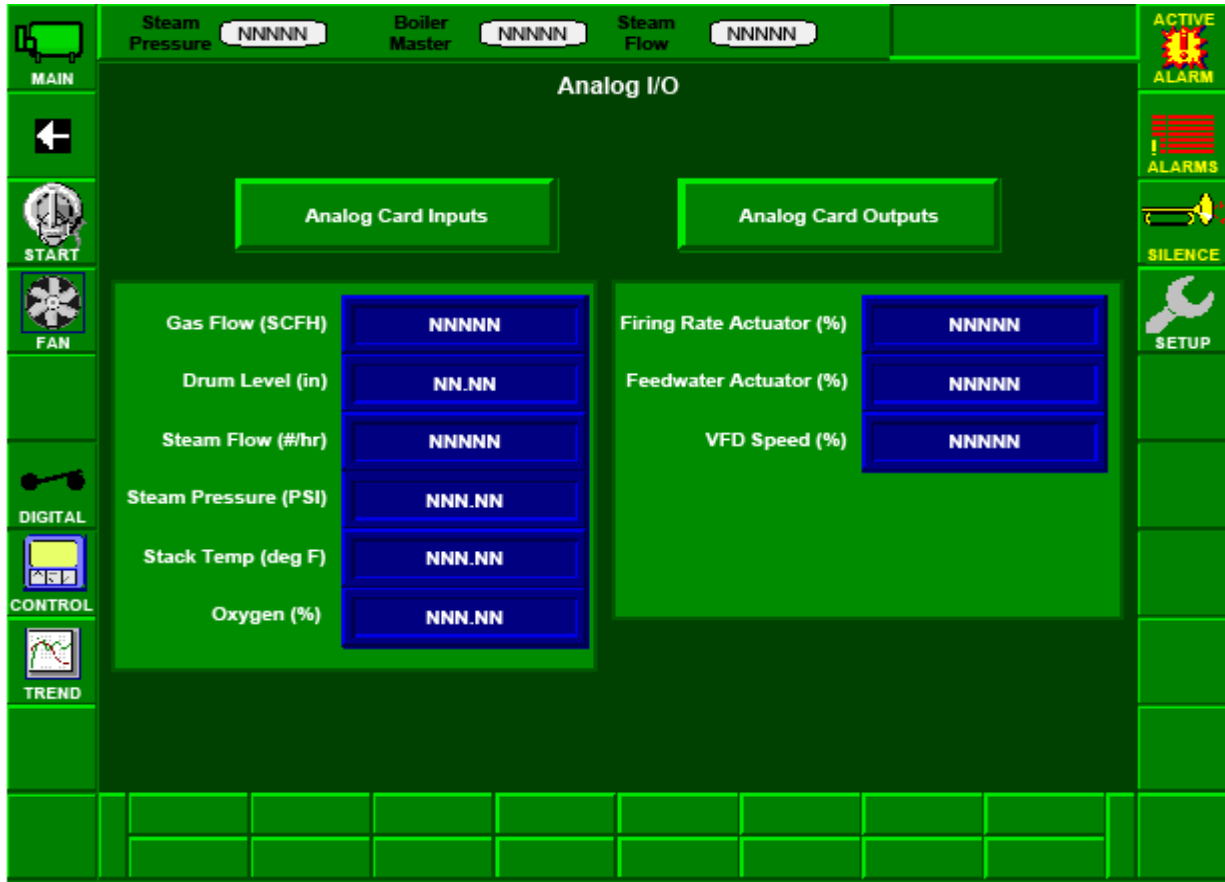 Steam Pressure NNNNN
Boiler Master NNNNN
Steam Flow NNNNN
ACTIVE
ALARM
MAIN
Analog I/O
ALARMS
START
Analog Card Inputs
Analog Card Outputs
SILENCE
FAN
SETUP
Gas Flow (SCFH) NNNNN
Drum Level (in) NN.NN
Steam Flow (#/hr) NNNNN
Steam Pressure (PSI) NNN.NN
Stack Temp (deg F) NNN.NN
Oxygen (%) NNN.NN
Firing Rate Actuator (%) NNNNN
Feedwater Actuator (%) NNNNN
VFD Speed (%) NNNNN
DIGITAL
CONTROL
TREND